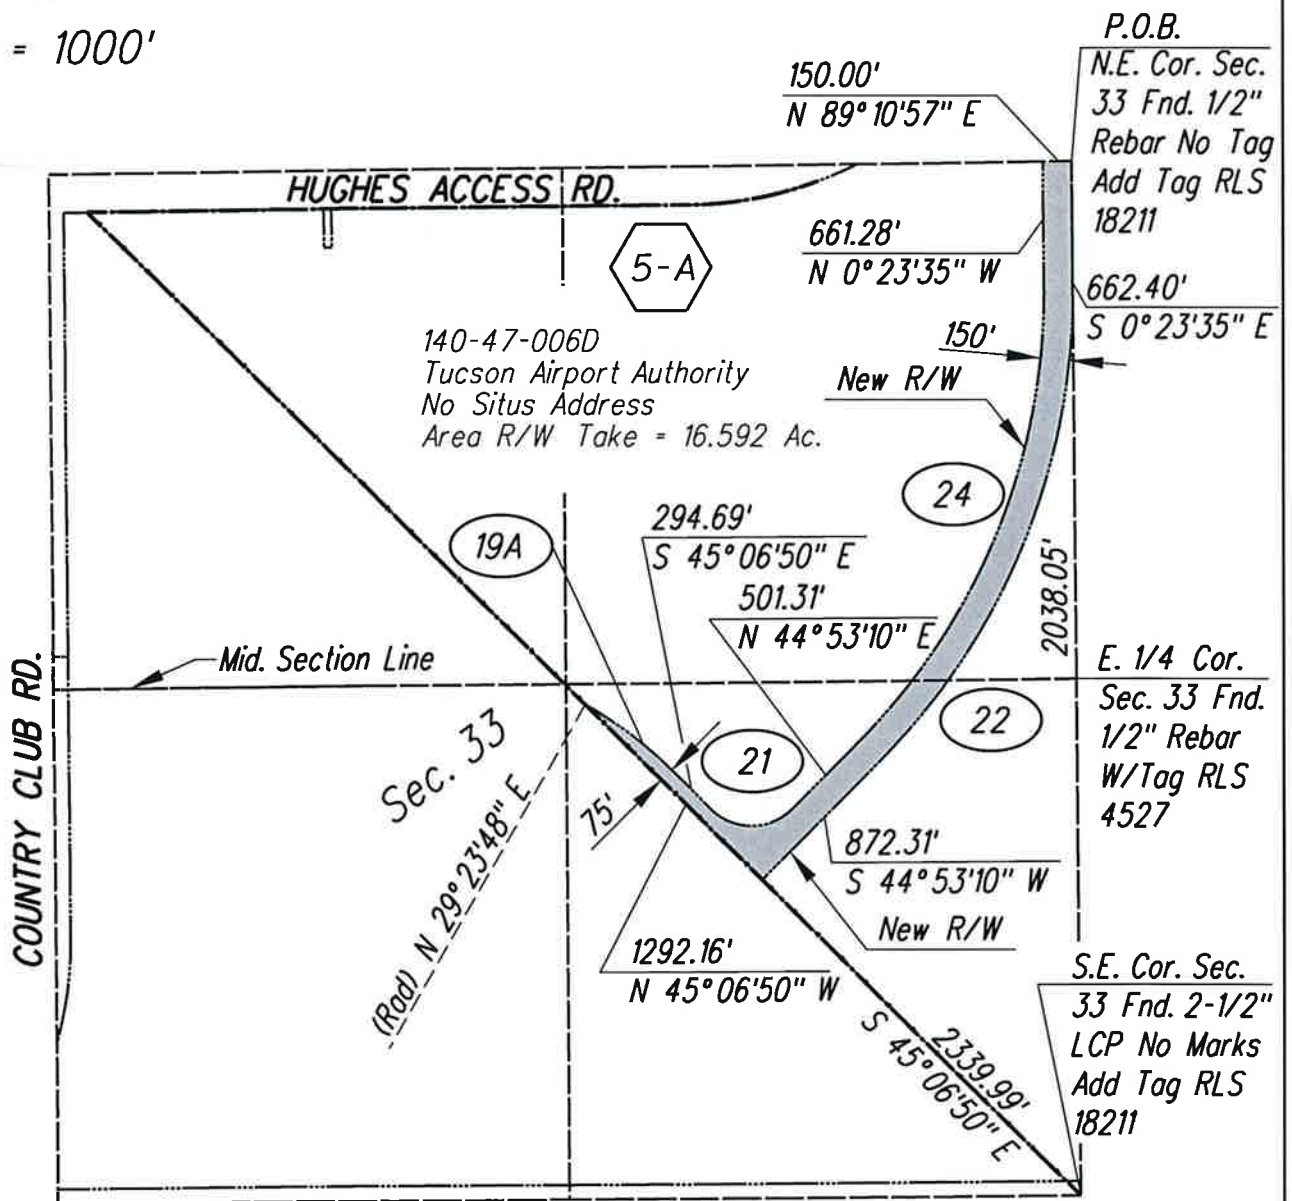 = 1000'
P.O.B.
N.E. Cor. Sec.
33 Fnd. 1/2"
Rebar No Tag
Add Tag RLS
18211
150.00'
N 89°10'57" E
HUGHES ACCESS RD.
5-A
661.28'
N 0°23'35" W
662.40'
S 0°23'35" E
140-47-006D
Tucson Airport Authority
No Situs Address
Area R/W Take = 16.592 Ac.
150'
New R/W
24
19A
294.69'
S 45°06'50" E
501.31'
N 44°53'10" E
2038.05'
Mid. Section Line
E. 1/4 Cor.
Sec. 33 Fnd.
1/2" Rebar
W/Tag RLS
4527
COUNTRY CLUB RD.
Sec. 33
22
21
75'
(Rad) N 29°23'48" E
872.31'
S 44°53'10" W
New R/W
1292.16'
N 45°06'50" W
S.E. Cor. Sec.
33 Fnd. 2-1/2"
LCP No Marks
Add Tag RLS
18211
2339.99'
S 45°06'50" E